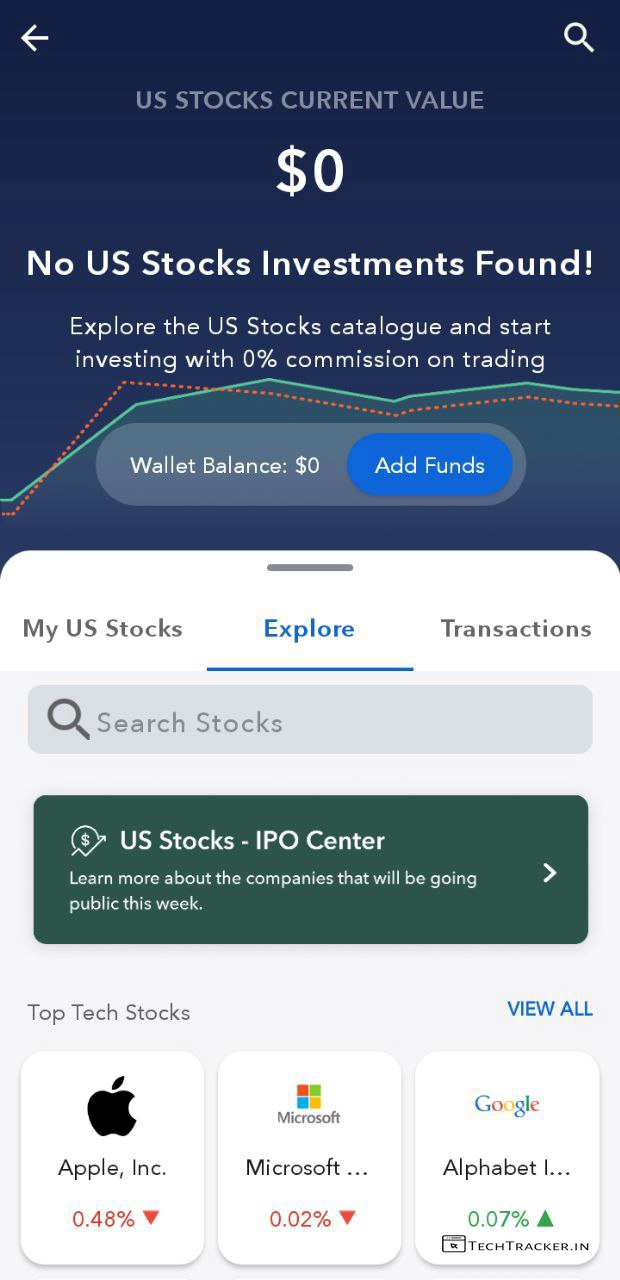 US STOCKS CURRENT VALUE
$0
No US Stocks Investments Found!
Explore the US Stocks catalogue and start
investing with 0% commission on trading
Wallet Balance: $0
Add Funds
My US Stocks
Explore
Transactions
Search Stocks
$
US Stocks - IPO Center
Learn more about the companies that will be going
public this week.
Top Tech Stocks
VIEW ALL
Microsoft
Google
Apple, Inc.
Microsoft ...
Alphabet I...
0.48%
0.02%
0.07%
TECHTRACKER.IN